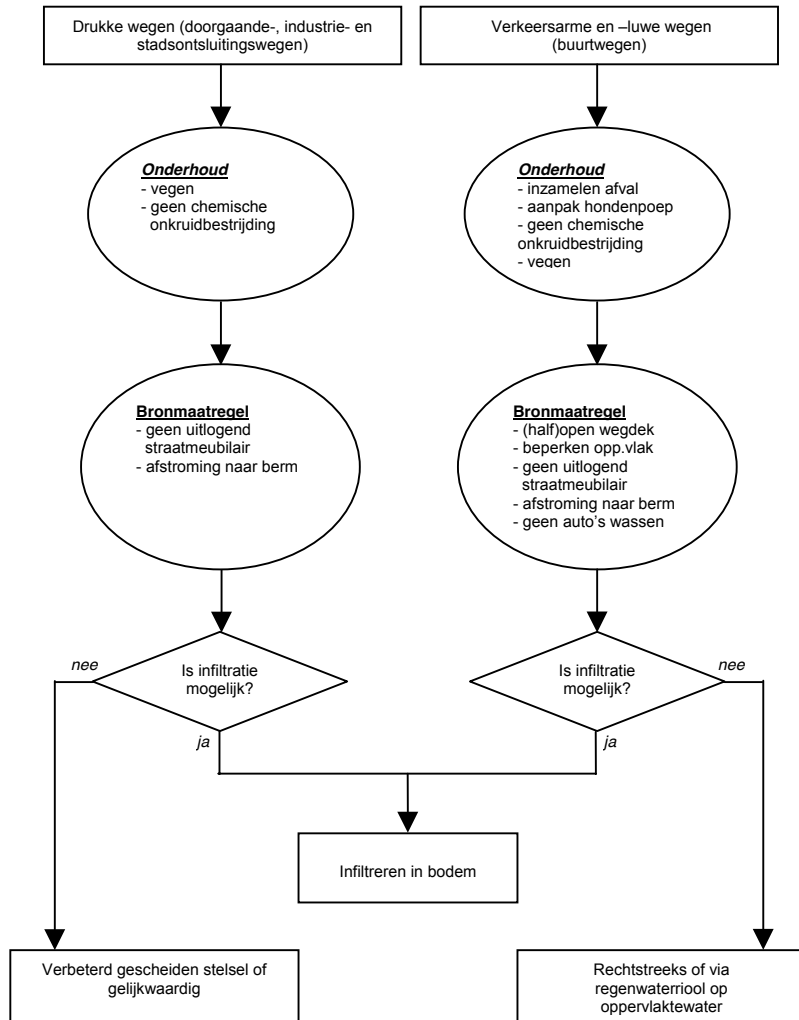 Drukke wegen (doorgaande-, industrie- en
stadsontsluitingswegen)
Verkeersarme en –luwe wegen
(buurtwegen)
Onderhoud
- vegen
- geen chemische
onkruidbestrijding
Onderhoud
- inzamelen afval
- aanpak hondenpoep
- geen chemische
onkruidbestrijding
- vegen
Bronmaatregel
- geen uitlogend
straatmeubilair
- afstroming naar berm
Bronmaatregel
- (half)open wegdek
- beperken opp.vlak
- geen uitlogend
straatmeubilair
- afstroming naar berm
- geen auto's wassen
nee
Is infiltratie
mogelijk?
ja
Is infiltratie
mogelijk?
nee
ja
Infiltreren in bodem
Verbeterd gescheiden stelsel of
gelijkwaardig
Rechtstreeks of via
regenwaterriool op
oppervlaktewater